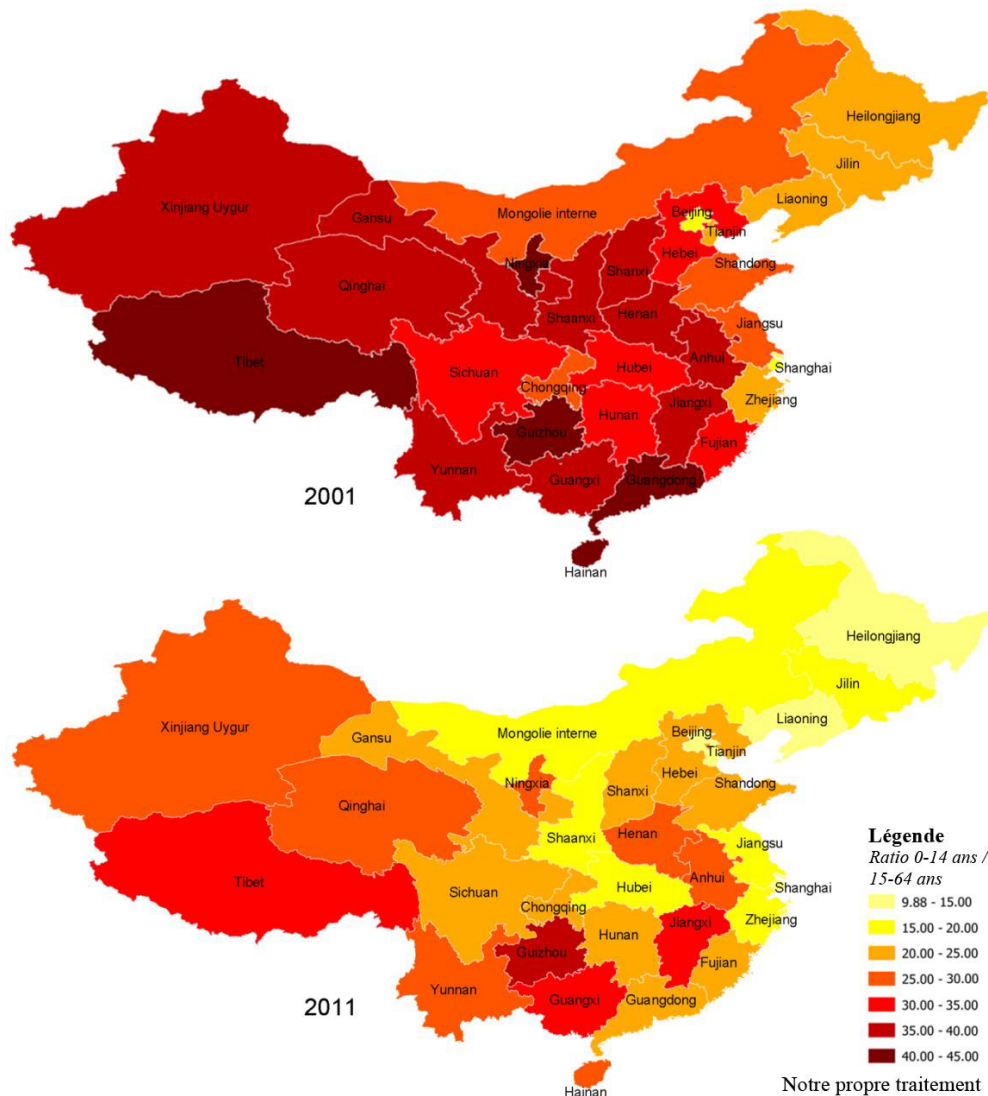 Heilongjiang
Jilin
Liaoning
Xinjiang Uygur
Gansu
Mongolie interne
Beijing
Tianjin
Ningxia
Hebei
Shandong
Shanxi
Qinghai
Shaanxi
Henan
Jiangsu
Tibet
Sichuan
Hubei
Anhui
Shanghai
Chongqing
Zhejiang
Hunan
Jiangxi
Guizhou
Fujian
Yunnan
Guangxi
Guangdong
2001
Hainan
Heilongjiang
Jilin
Liaoning
Xinjiang Uygur
Gansu
Mongolie interne
Beijing
Tianjin
Ningxia
Hebei
Shandong
Qinghai
Shanxi
Shaanxi
Henan
Jiangsu
Anhui
Tibet
Sichuan
Hubei
Shanghai
Chongqing
Zhejiang
Hunan
Jiangxi
Guizhou
Fujian
Yunnan
Guangxi
Guangdong
2011
Hainan
Légende
Ratio 0-14 ans /
15-64 ans
9.88 - 15.00
15.00 - 20.00
20.00 - 25.00
25.00 - 30.00
30.00 - 35.00
35.00 - 40.00
40.00 - 45.00
Notre propre traitement